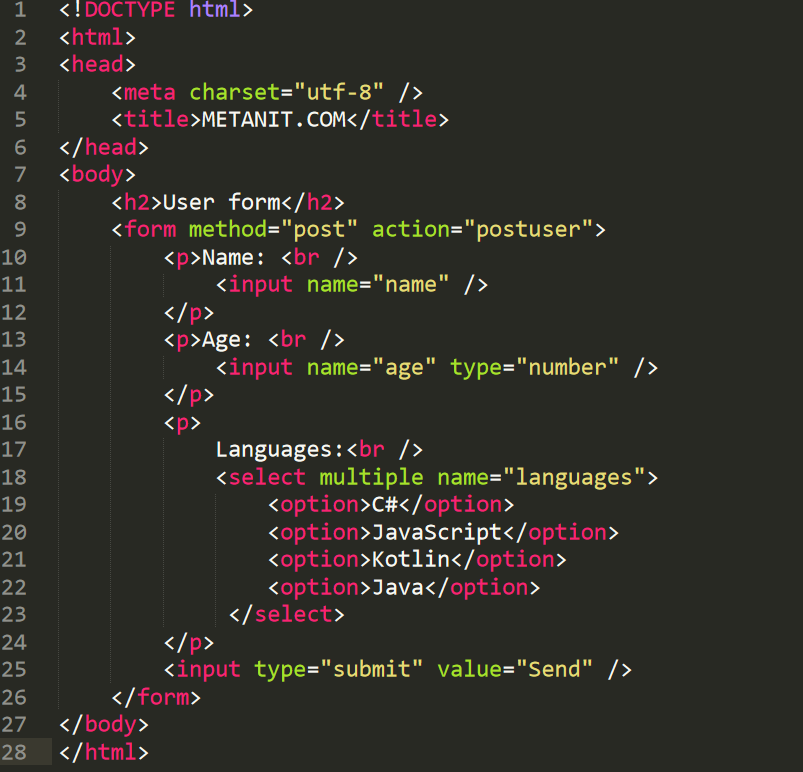 1 <!DOCTYPE html>
2 <html>
3 <head>
4     <meta charset="utf-8" />
5     <title>METANIT.COM</title>
6 </head>
7 <body>
8     <h2>User form</h2>
9     <form method="post" action="postuser">
10         <p>Name: <br />
11             <input name="name" />
12         </p>
13         <p>Age: <br />
14             <input name="age" type="number" />
15         </p>
16         <p>
17             Languages:<br />
18             <select multiple name="languages">
19                 <option>C#</option>
20                 <option>JavaScript</option>
21                 <option>Kotlin</option>
22                 <option>Java</option>
23              </select>
24         </p>
25         <input type="submit" value="Send" />
26     </form>
27 </body>
28 </html>